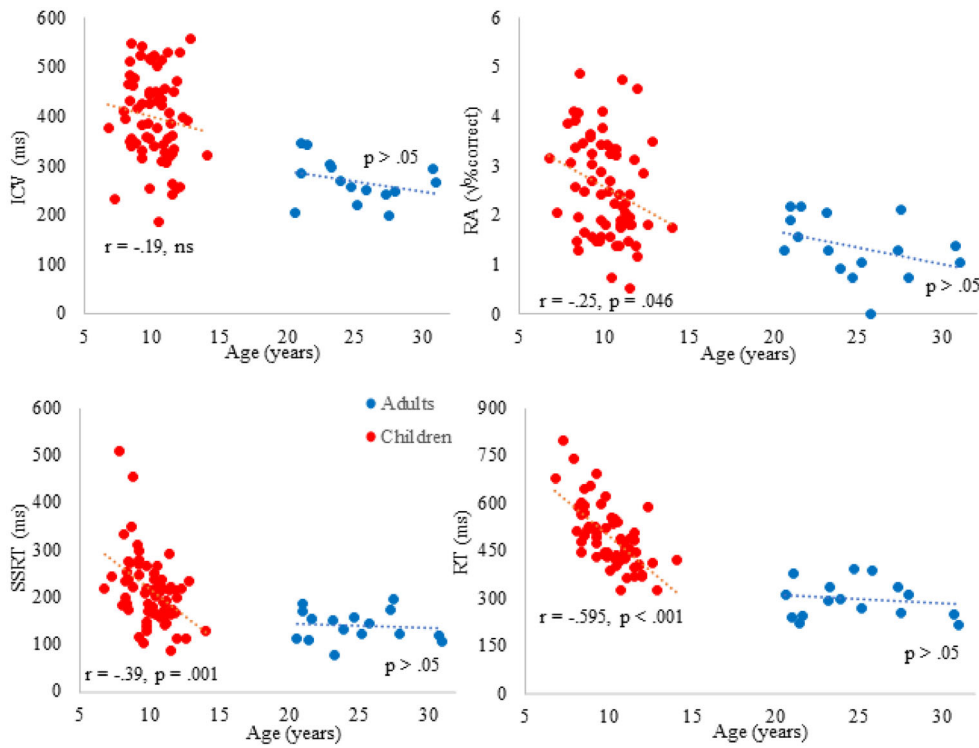 600
500
400
300
200
100
0
ICV (ms)
p > .05
r = -.19, ns
5 10 15 20 25 30
Age (years)
6
5
4
3
2
1
0
RA (√%correct)
r = -.25, p = .046
p > .05
5 10 15 20 25 30
Age (years)
600
500
400
300
200
100
0
SSRT (ms)
Adults
Children
r = -.39, p = .001
p > .05
5 10 15 20 25 30
Age (years)
900
750
600
450
300
150
0
RT (ms)
r = -.595, p < .001
p > .05
5 10 15 20 25 30
Age (years)